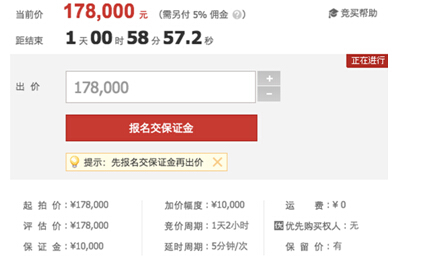 当前价 178,000 元 （需另付 5% 佣金 ?） 竞买帮助
距结束 1 天 00 时 58 分 57.2 秒
正在进行
出 价 178,000 + −
报名交保证金
提示：先报名交保证金再出价 ×
起 拍 价：¥178,000 加价幅度：¥10,000 运 费：¥ 0
评 估 价：¥178,000 竞价周期：1天2小时 优先购买权人：无
保 证 金：¥10,000 延时周期：5分钟/次 保 留 价：有